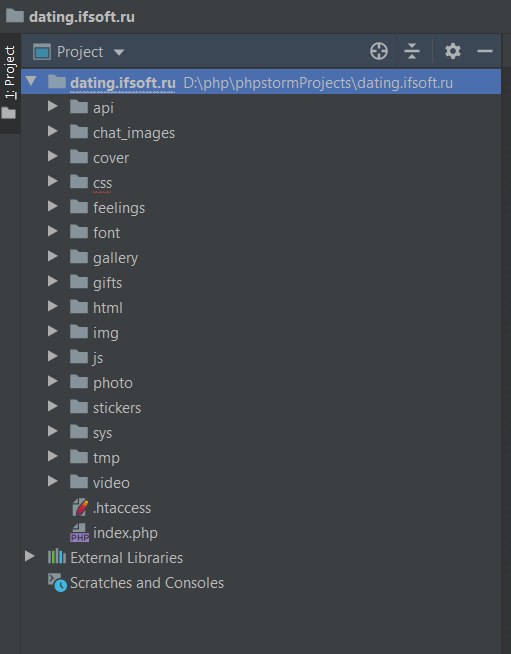 dating.ifsoft.ru
1: Project
Project
dating.ifsoft.ru D:\php\phpstormProjects\dating.ifsoft.ru
api
chat_images
cover
css
feelings
font
gallery
gifts
html
img
js
photo
stickers
sys
tmp
video
.htaccess
PHP index.php
External Libraries
Scratches and Consoles